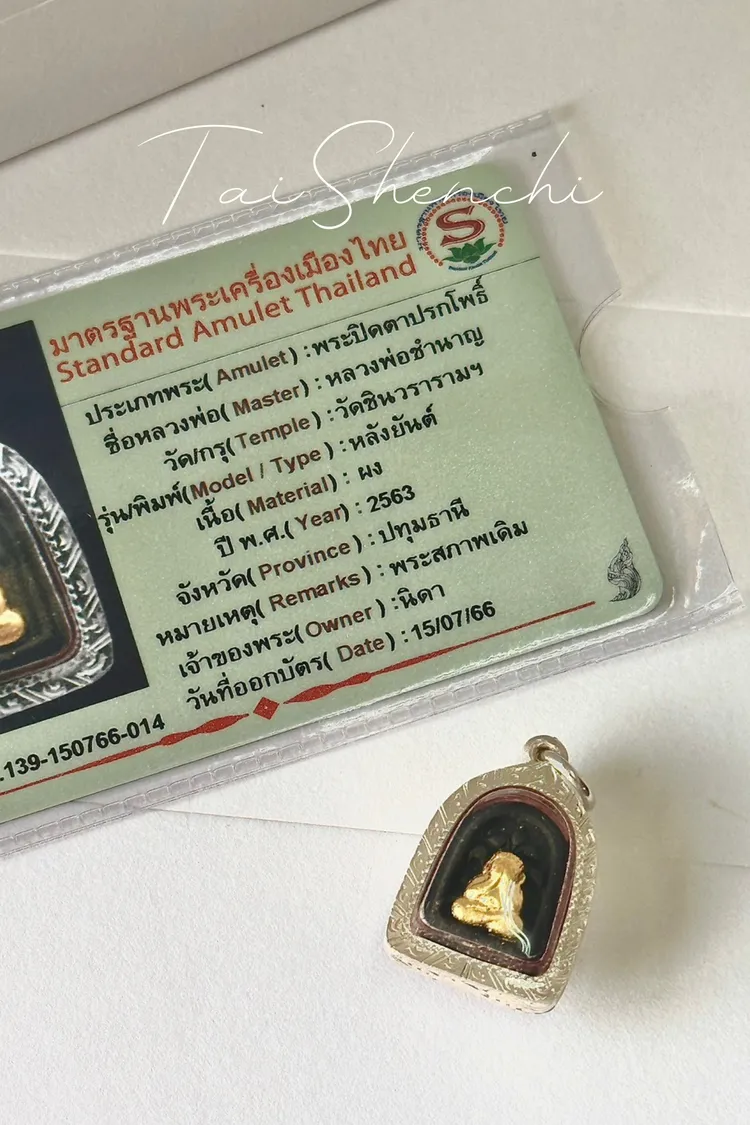 Tai Shenchi
S
มาตรฐานพระเครื่องเมืองไทย
Standard Amulet Thailand
ประเภทพระ( Amulet) : พระปิดตาปรกโพธิ์
ชื่อหลวงพ่อ( Master) : หลวงพ่อชำนาญ
วัด/กรุ(Temple) : วัดชินวรารามฯ
รุ่น/พิมพ์(Model / Type ) : หลังยันต์
เนื้อ( Material) : ผง
ปี พ.ศ.( Year) : 2563
จังหวัด( Province ) : ปทุมธานี
หมายเหตุ( Remarks) : พระสภาพเดิม
เจ้าของพระ( Owner ) :นิดา
วันที่ออกบัตร( Date) : 15/07/66
.139-150766-014